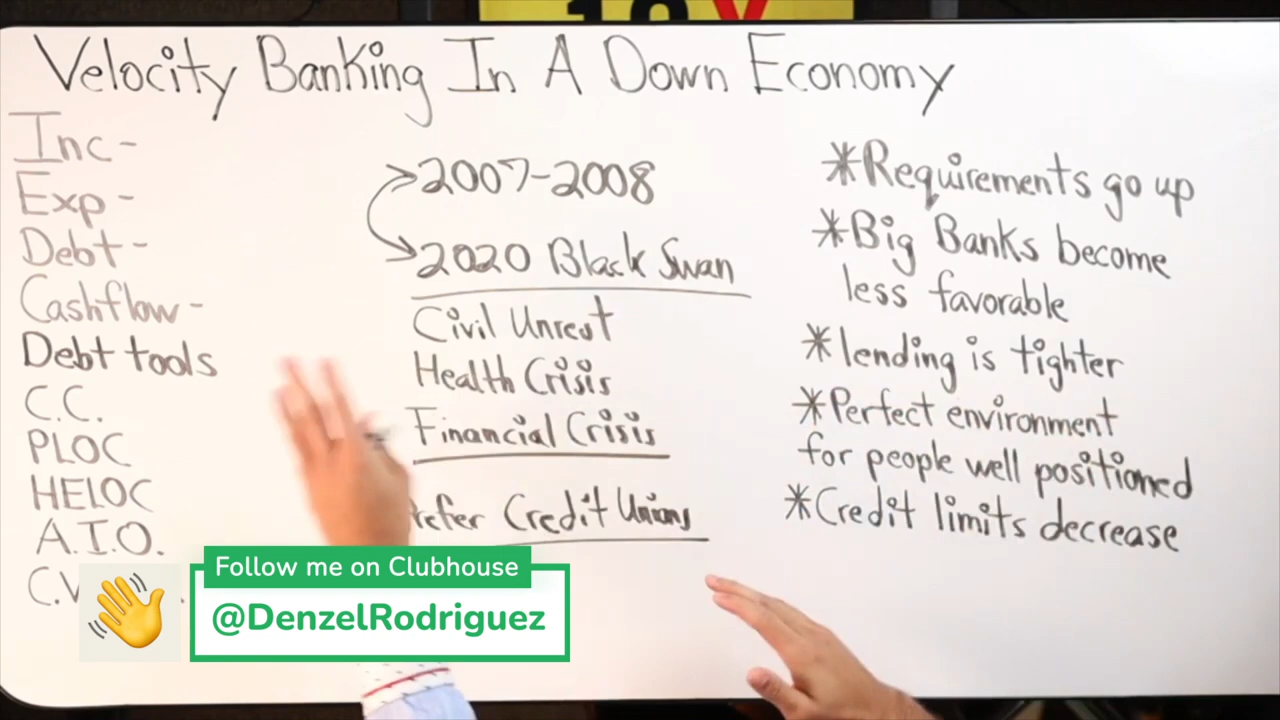 Velocity Banking In A Down Economy
Inc-
Exp-
Debt-
Cashflow-
Debt tools
C.C.
PLOC
HELOC
A.I.O.
>2007-2008
>2020 Black Swan
Civil Unrest
Health Crisis
Financial Crisis
Credit Unions
*Requirements go up
*Big Banks become
less favorable
*lending is tighter
*Perfect environment
for people well positioned
*Credit limits decrease
Follow me on Clubhouse
@DenzelRodriguez